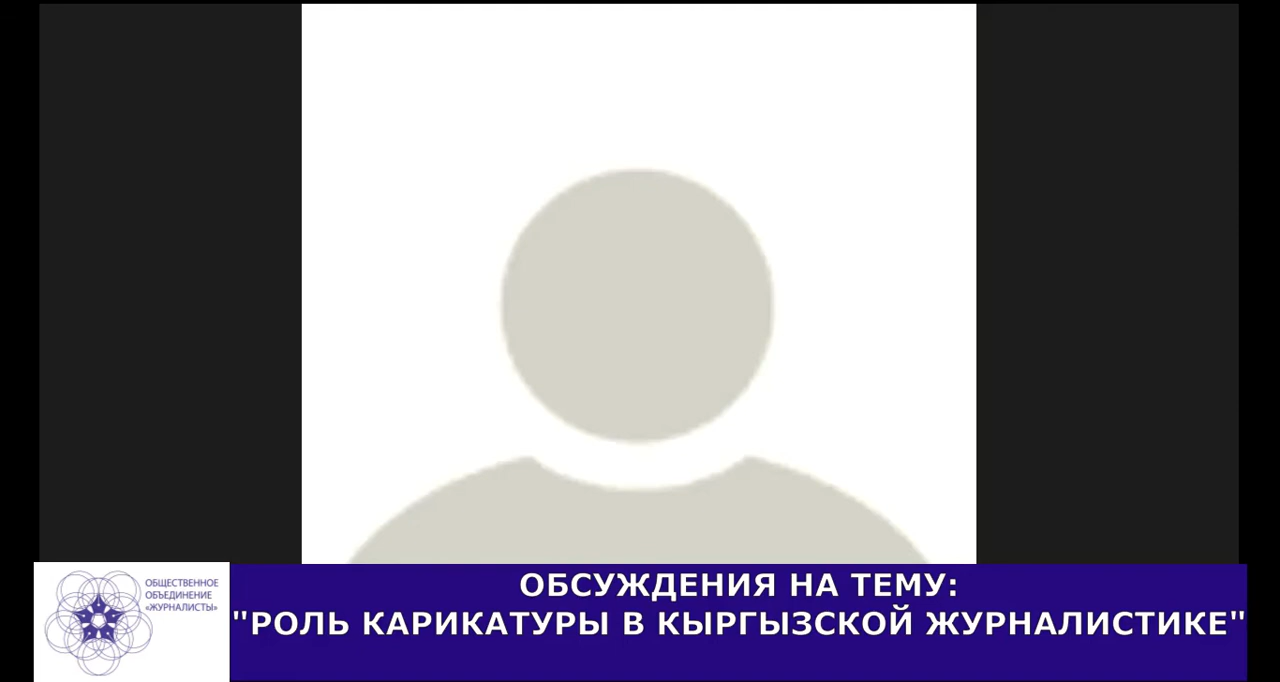 ОБЩЕСТВЕННОЕ
ОБЪЕДИНЕНИЕ
«ЖУРНАЛИСТЫ»
ОБСУЖДЕНИЯ НА ТЕМУ:
"РОЛЬ КАРИКАТУРЫ В КЫРГЫЗСКОЙ ЖУРНАЛИСТИКЕ"